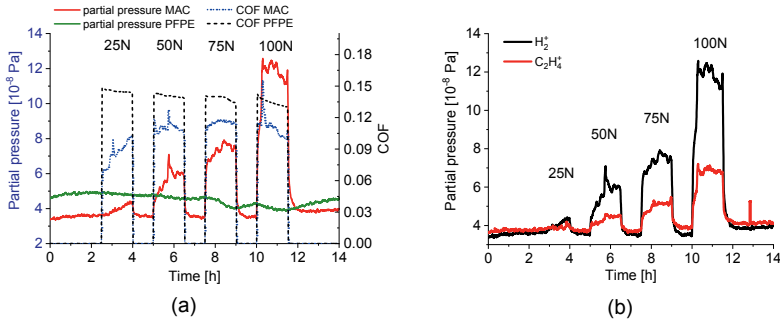 (a)
partial pressure MAC
COF MAC
partial pressure PFPE
COF PFPE
14
12
10
8
6
4
2
Partial pressure [10⁻⁸ Pa]
25N
50N
75N
100N
0.18
0.15
0.12
0.09
0.06
0.03
0.00
COF
0
2
4
6
8
10
12
14
Time [h]
(a)
(b)
H₂⁺
C₂H₄⁺
14
12
10
8
6
4
Partial pressure [10⁻⁸ Pa]
25N
50N
75N
100N
0
2
4
6
8
10
12
14
Time [h]
(b)